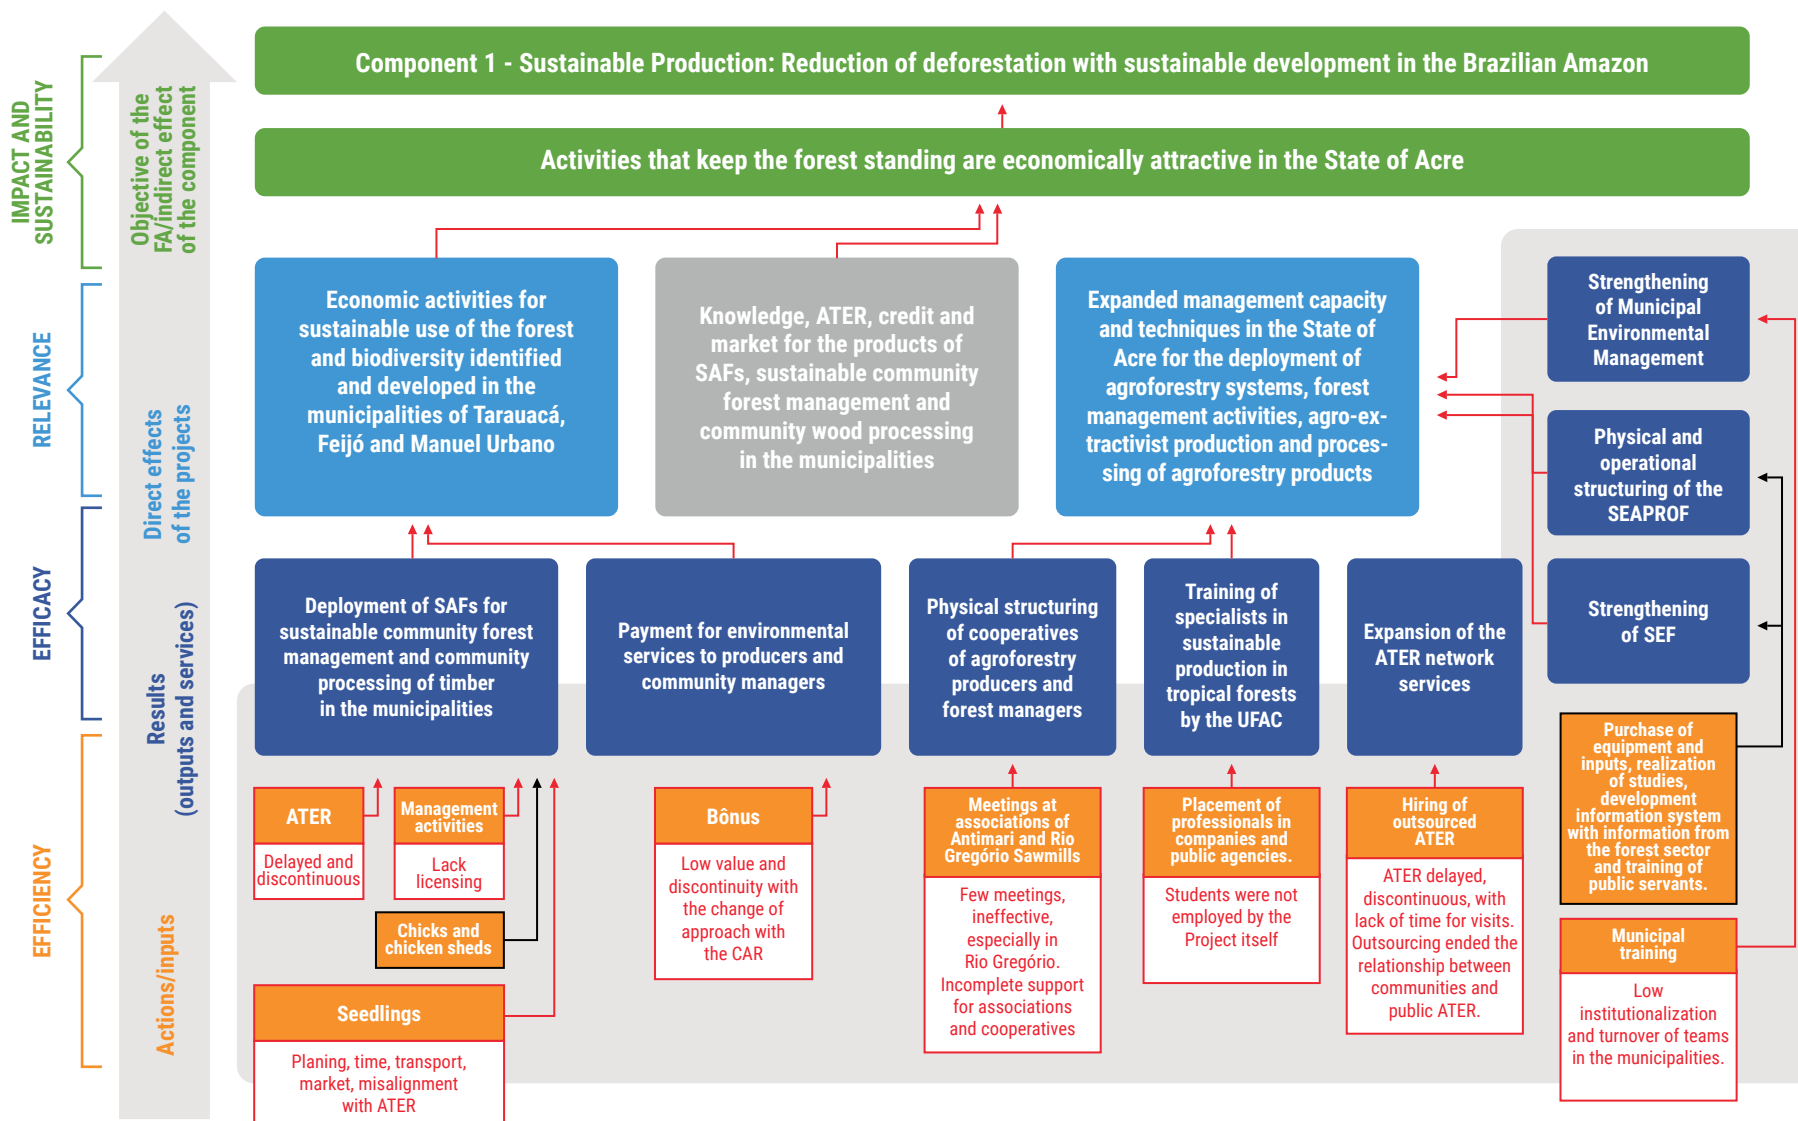 Component 1 - Sustainable Production: Reduction of deforestation with sustainable development in the Brazilian Amazon
Activities that keep the forest standing are economically attractive in the State of Acre
IMPACT AND
SUSTAINABILITY
Objective of the
FA/indirect effect
of the component
RELEVANCE
Direct effects
of the projects
EFFICACY
Results
(outputs and services)
EFFICIENCY
Actions/inputs
Economic activities for
sustainable use of the forest
and biodiversity identified
and developed in the
municipalities of Tarauacá,
Feijó and Manuel Urbano
Knowledge, ATER, credit and
market for the products of
SAFs, sustainable community
forest management and
community wood processing
in the municipalities
Expanded management capacity
and techniques in the State of
Acre for the deployment of
agroforestry systems, forest
management activities, agro-ex-
tractivist production and proces-
sing of agroforestry products
Strengthening
of Municipal
Environmental
Management
Physical and
operational
structuring of the
SEAPROF
Strengthening
of SEF
Deployment of SAFs for
sustainable community forest
management and community
processing of timber
in the municipalities
Payment for environmental
services to producers and
community managers
Physical structuring
of cooperatives
of agroforestry
producers and
forest managers
Training of
specialists in
sustainable
production in
tropical forests
by the UFAC
Expansion of the
ATER network
services
ATER
Delayed and
discontinuous
Management
activities
Lack
licensing
Chicks and
chicken sheds
Seedlings
Planing, time, transport,
market, misalignment
with ATER
Bônus
Low value and
discontinuity with
the change of
approach with
the CAR
Meetings at
associations of
Antimari and Rio
Gregório Sawmills
Few meetings,
ineffective,
especially in
Rio Gregório.
Incomplete support
for associations
and cooperatives
Placement of
professionals in
companies and
public agencies.
Students were not
employed by the
Project itself
Hiring of
outsourced
ATER
ATER delayed,
discontinuous, with
lack of time for visits.
Outsourcing ended the
relationship between
communities and
public ATER.
Purchase of
equipment and
inputs, realization
of studies,
development
information system
with information from
the forest sector
and training of
public servants.
Municipal
training
Low
institutionalization
and turnover of teams
in the municipalities.